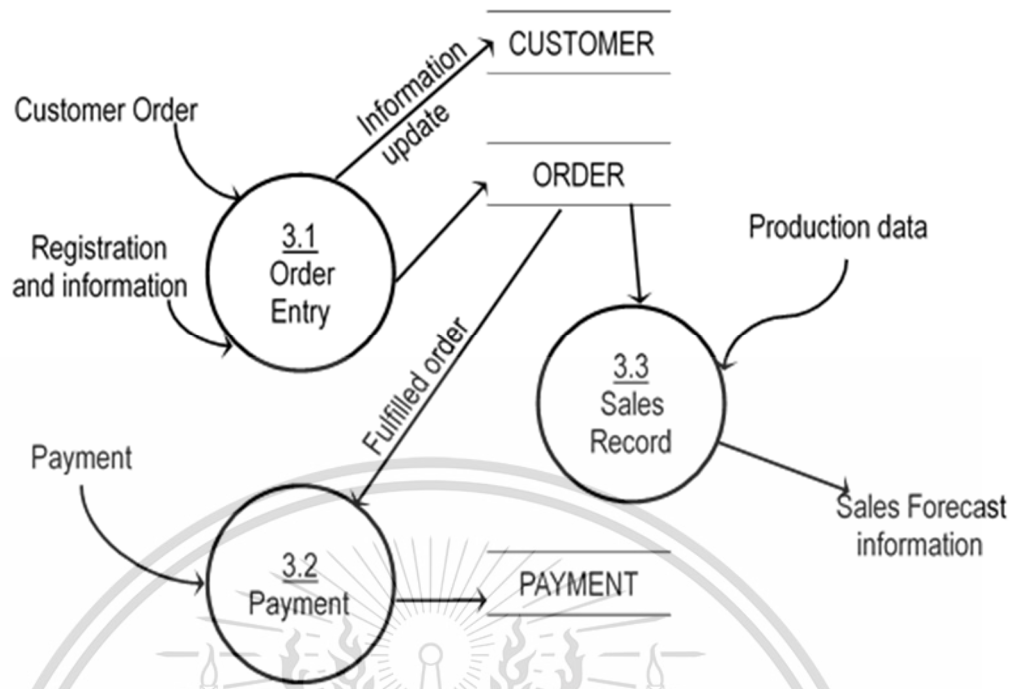 CUSTOMER
Information
update
Customer Order
ORDER
3.1
Order
Entry
Registration
and information
Production data
Fulfilled order
3.3
Sales
Record
Payment
Sales Forecast
information
3.2
Payment
PAYMENT